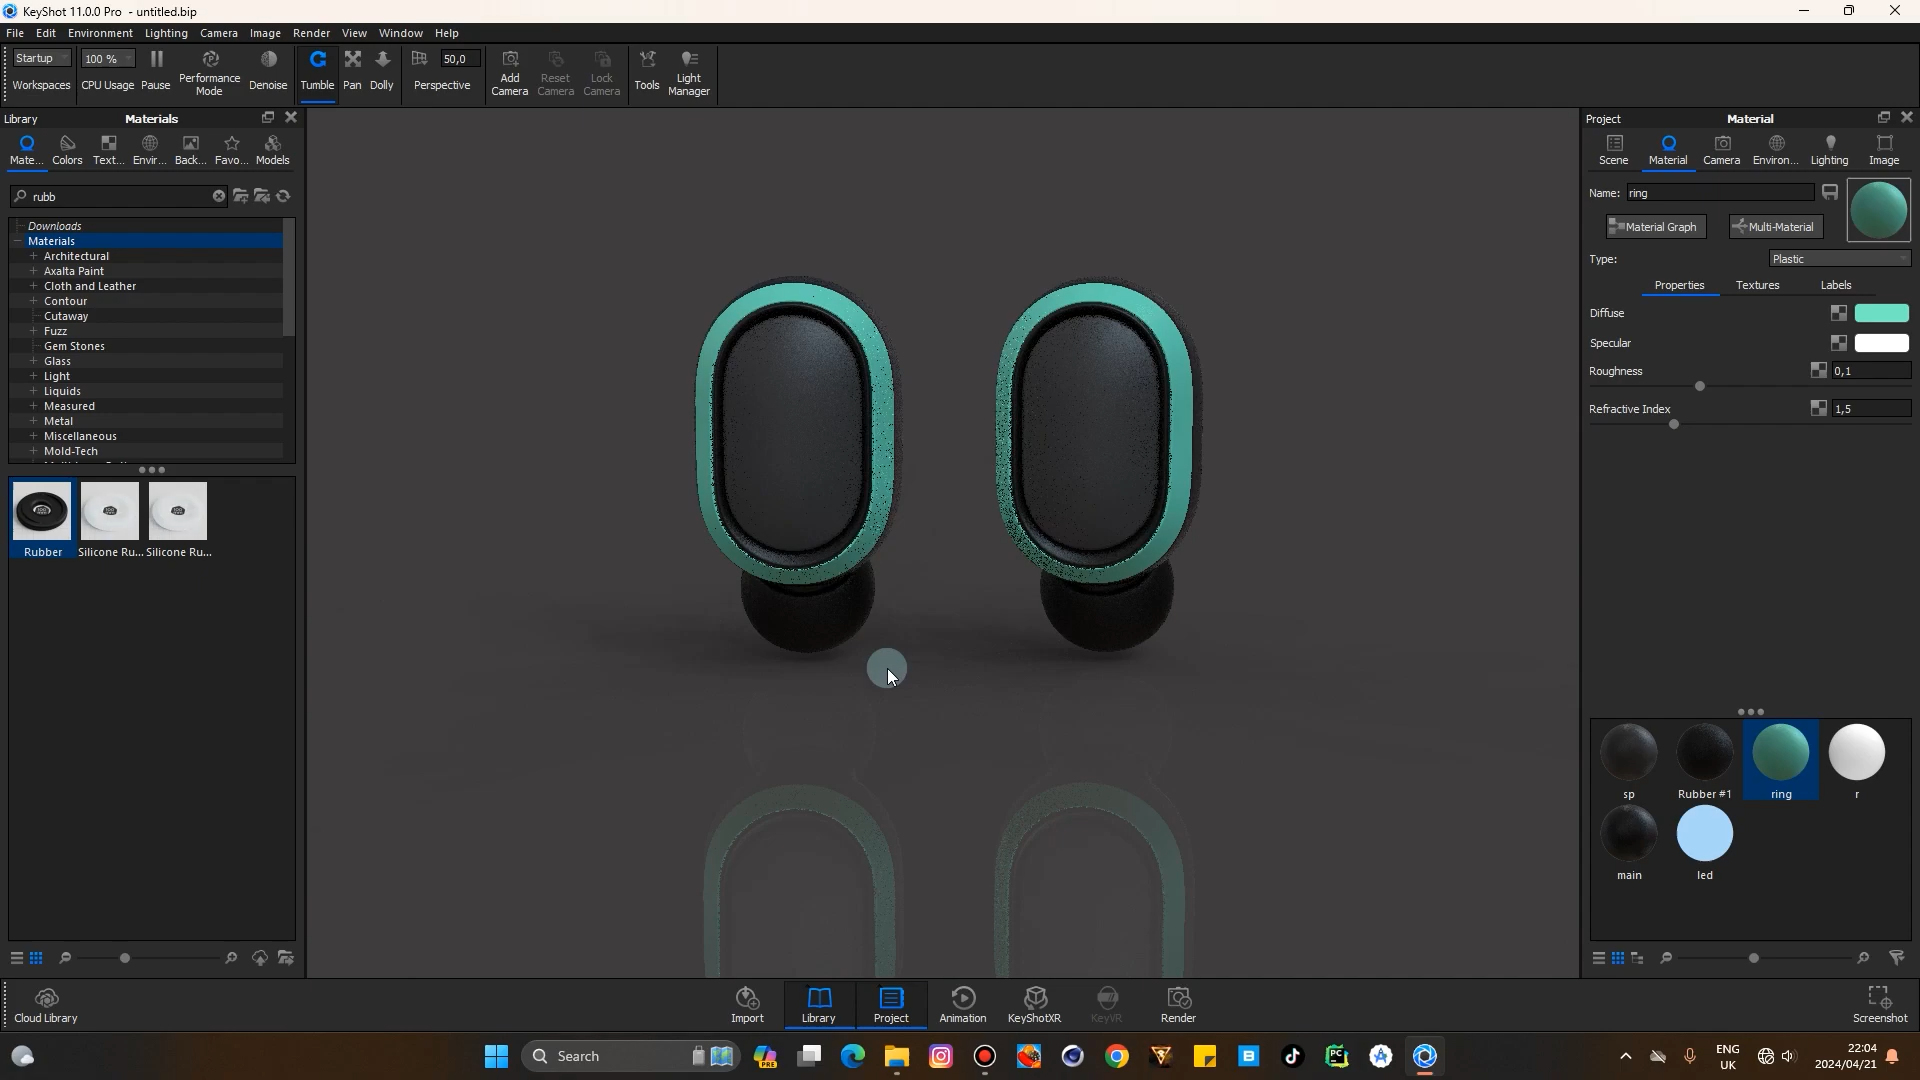 KeyShot 11.0.0 Pro - untitled.bip
File Edit Environment Lighting Camera Image Render View Window Help
Startup 100 % 50,0
Workspaces CPU Usage Pause Performance Mode Denoise Tumble Pan Dolly Perspective Add Camera Reset Camera Lock Camera Tools Light Manager
Library Materials
Mate... Colors Text... Envir... Back... Favo... Models
rubb
Downloads
Materials
Architectural
Axalta Paint
Cloth and Leather
Contour
Cutaway
Fuzz
Gem Stones
Glass
Light
Liquids
Measured
Metal
Miscellaneous
Mold-Tech
Rubber Silicone Ru... Silicone Ru...
Project Material
Scene Material Camera Environ... Lighting Image
Name: ring
Material Graph Multi-Material
Type: Plastic
Properties Textures Labels
Diffuse
Specular
Roughness 0,1
Refractive Index 1,5
sp Rubber #1 ring r
main led
Cloud Library Import Library Project Animation KeyShotXR KeyVR Render Screenshot
Search
PRE
PC
ENG
UK
22:04
2024/04/21